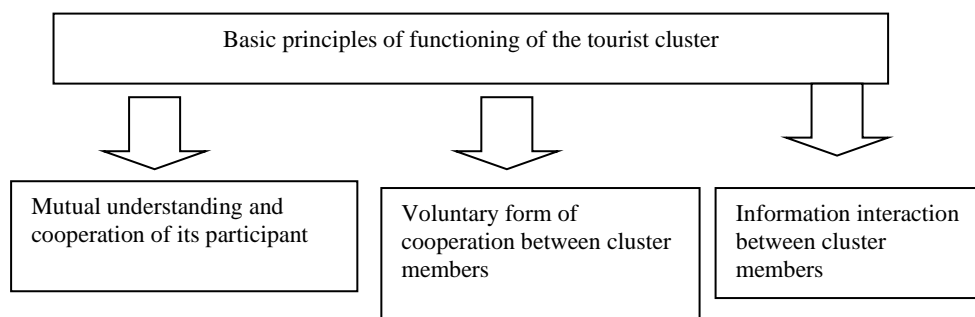 Basic principles of functioning of the tourist cluster
Mutual understanding and
cooperation of its participant
Voluntary form of
cooperation between cluster
members
Information interaction
between cluster
members